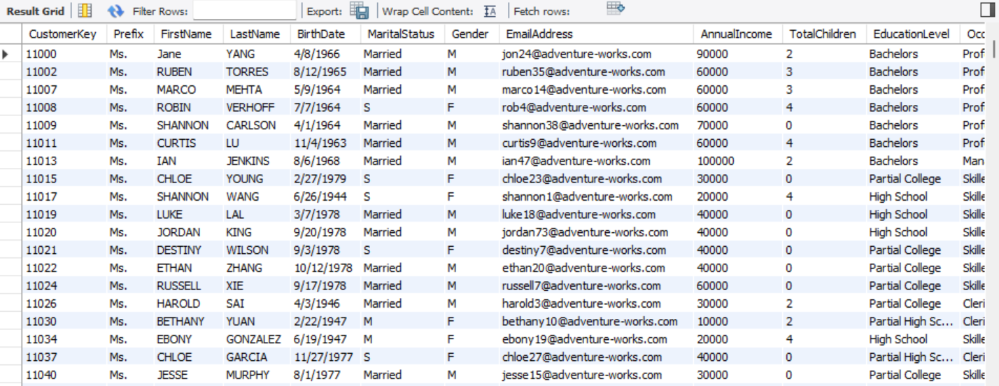 Result Grid Filter Rows: Export: Wrap Cell Content: Fetch rows:
CustomerKey Prefix FirstName LastName BirthDate MaritalStatus Gender EmailAddress AnnualIncome TotalChildren EducationLevel Occ
11000 Ms. Jane YANG 4/8/1966 Married M jon24@adventure-works.com 90000 2 Bachelors Prof
11002 Ms. RUBEN TORRES 8/12/1965 Married M ruben35@adventure-works.com 60000 3 Bachelors Prof
11007 Ms. MARCO MEHTA 5/9/1964 Married M marco14@adventure-works.com 60000 3 Bachelors Prof
11008 Ms. ROBIN VERHOFF 7/7/1964 S F rob4@adventure-works.com 60000 4 Bachelors Prof
11009 Ms. SHANNON CARLSON 4/1/1964 Married M shannon38@adventure-works.com 70000 0 Bachelors Prof
11011 Ms. CURTIS LU 11/4/1963 Married M curtis9@adventure-works.com 60000 4 Bachelors Prof
11013 Ms. IAN JENKINS 8/6/1968 Married M ian47@adventure-works.com 100000 2 Bachelors Man
11015 Ms. CHLOE YOUNG 2/27/1979 S F chloe23@adventure-works.com 30000 0 Partial College Skille
11017 Ms. SHANNON WANG 6/26/1944 S F shannon1@adventure-works.com 20000 4 High School Skille
11019 Ms. LUKE LAL 3/7/1978 Married M luke18@adventure-works.com 40000 0 High School Skille
11020 Ms. JORDAN KING 9/20/1978 Married M jordan73@adventure-works.com 40000 0 High School Skille
11021 Ms. DESTINY WILSON 9/3/1978 S F destiny7@adventure-works.com 40000 0 Partial College Skille
11022 Ms. ETHAN ZHANG 10/12/1978 Married M ethan20@adventure-works.com 40000 0 Partial College Skille
11024 Ms. RUSSELL XIE 9/17/1978 Married M russell7@adventure-works.com 60000 0 Partial College Skille
11026 Ms. HAROLD SAI 4/3/1946 Married M harold3@adventure-works.com 30000 2 Partial College Cleri
11030 Ms. BETHANY YUAN 2/22/1947 M F bethany10@adventure-works.com 10000 2 Partial High Sc... Cleri
11034 Ms. EBONY GONZALEZ 6/19/1947 M F ebony19@adventure-works.com 20000 4 High School Skille
11037 Ms. CHLOE GARCIA 11/27/1977 S F chloe27@adventure-works.com 40000 0 Partial High Sc... Cleri
11040 Ms. JESSE MURPHY 8/1/1977 Married M jesse15@adventure-works.com 30000 0 Partial College Skille